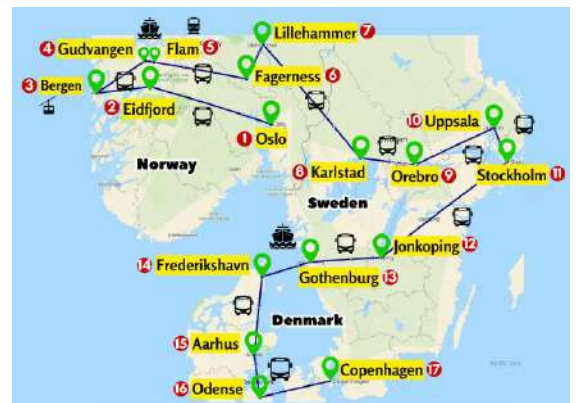 Lillehammer 7
4 Gudvangen
Flam 5
3 Bergen
Fagerness 6
2
Eidfjord
10 Uppsala
1 Oslo
Norway
8 Karlstad
Orebro 9
Stockholm 11
Sweden
Jonkoping 12
14 Frederikshavn
Gothenburg 13
Denmark
15 Aarhus
Copenhagen 17
16 Odense